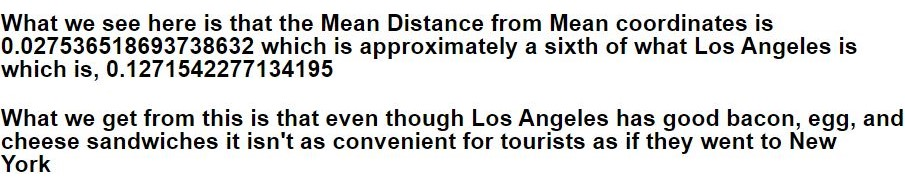 What we see here is that the Mean Distance from Mean coordinates is
0.027536518693738632 which is approximately a sixth of what Los Angeles is
which is, 0.1271542277134195
What we get from this is that even though Los Angeles has good bacon, egg, and
cheese sandwiches it isn't as convenient for tourists as if they went to New
York